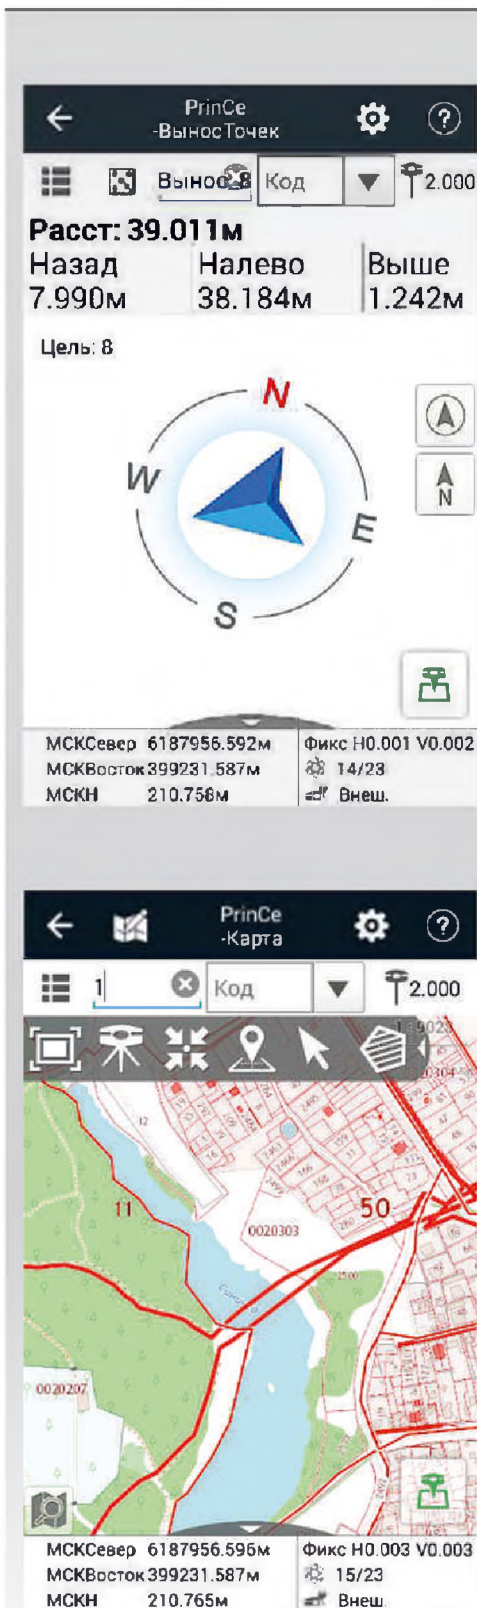 PrinCe
-ВыносТочек
Код
2.000
Расст: 39.011м
Назад Налево Выше
7.990м 38.184м 1.242м
Цель: 8
N
W
E
S
N
МСКСевер 6187956.592м Фикс H0.001 V0.002
МСКВосток 399231.587м 14/23
МСКН 210.758м Внеш.
PrinCe
-Карта
1 Код 2.000
12
11
50
0020303
0020207
МСКСевер 6187956.596м Фикс H0.003 V0.003
МСКВосток 399231.587м 15/23
МСКН 210.765м Внеш.